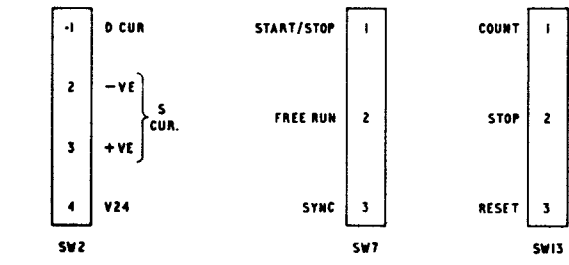 -1 D CUR
2 -VE
S CUR.
3 +VE
4 V24
SW2
START/STOP 1
FREE RUN 2
SYNC 3
SW7
COUNT 1
STOP 2
RESET 3
SW13